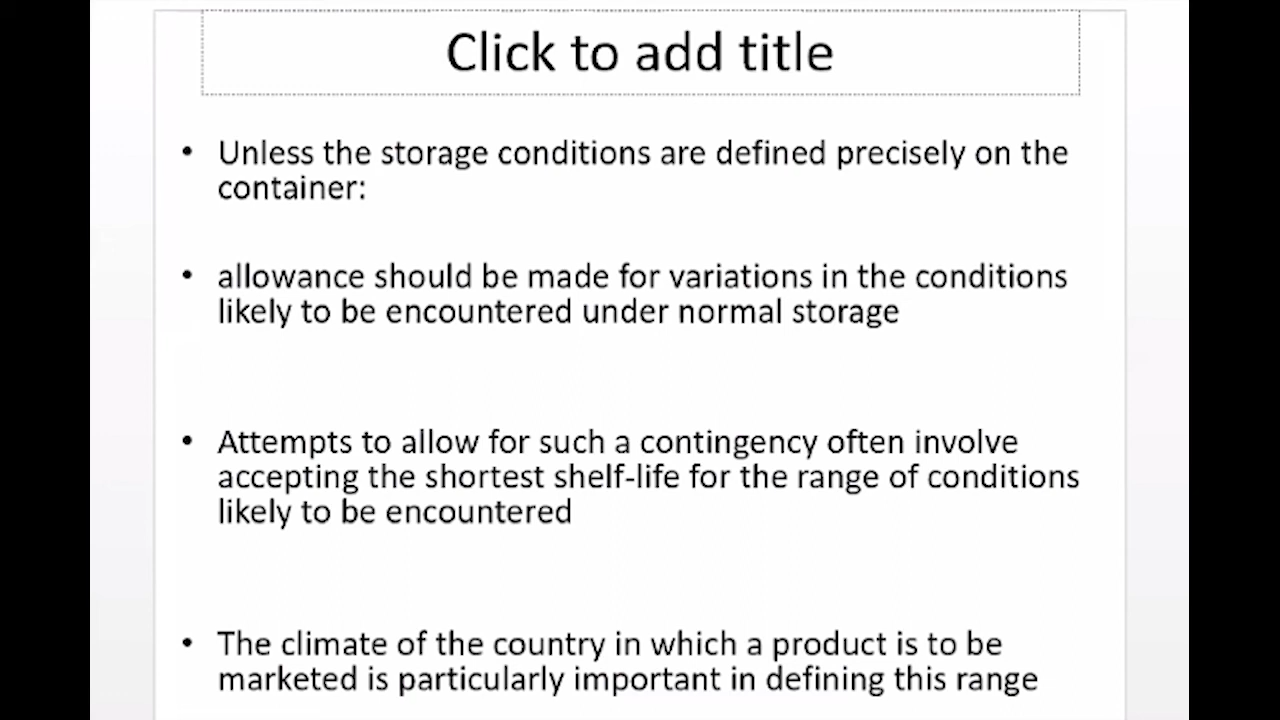 Click to add title
• Unless the storage conditions are defined precisely on the
container:
• allowance should be made for variations in the conditions
likely to be encountered under normal storage
• Attempts to allow for such a contingency often involve
accepting the shortest shelf-life for the range of conditions
likely to be encountered
• The climate of the country in which a product is to be
marketed is particularly important in defining this range